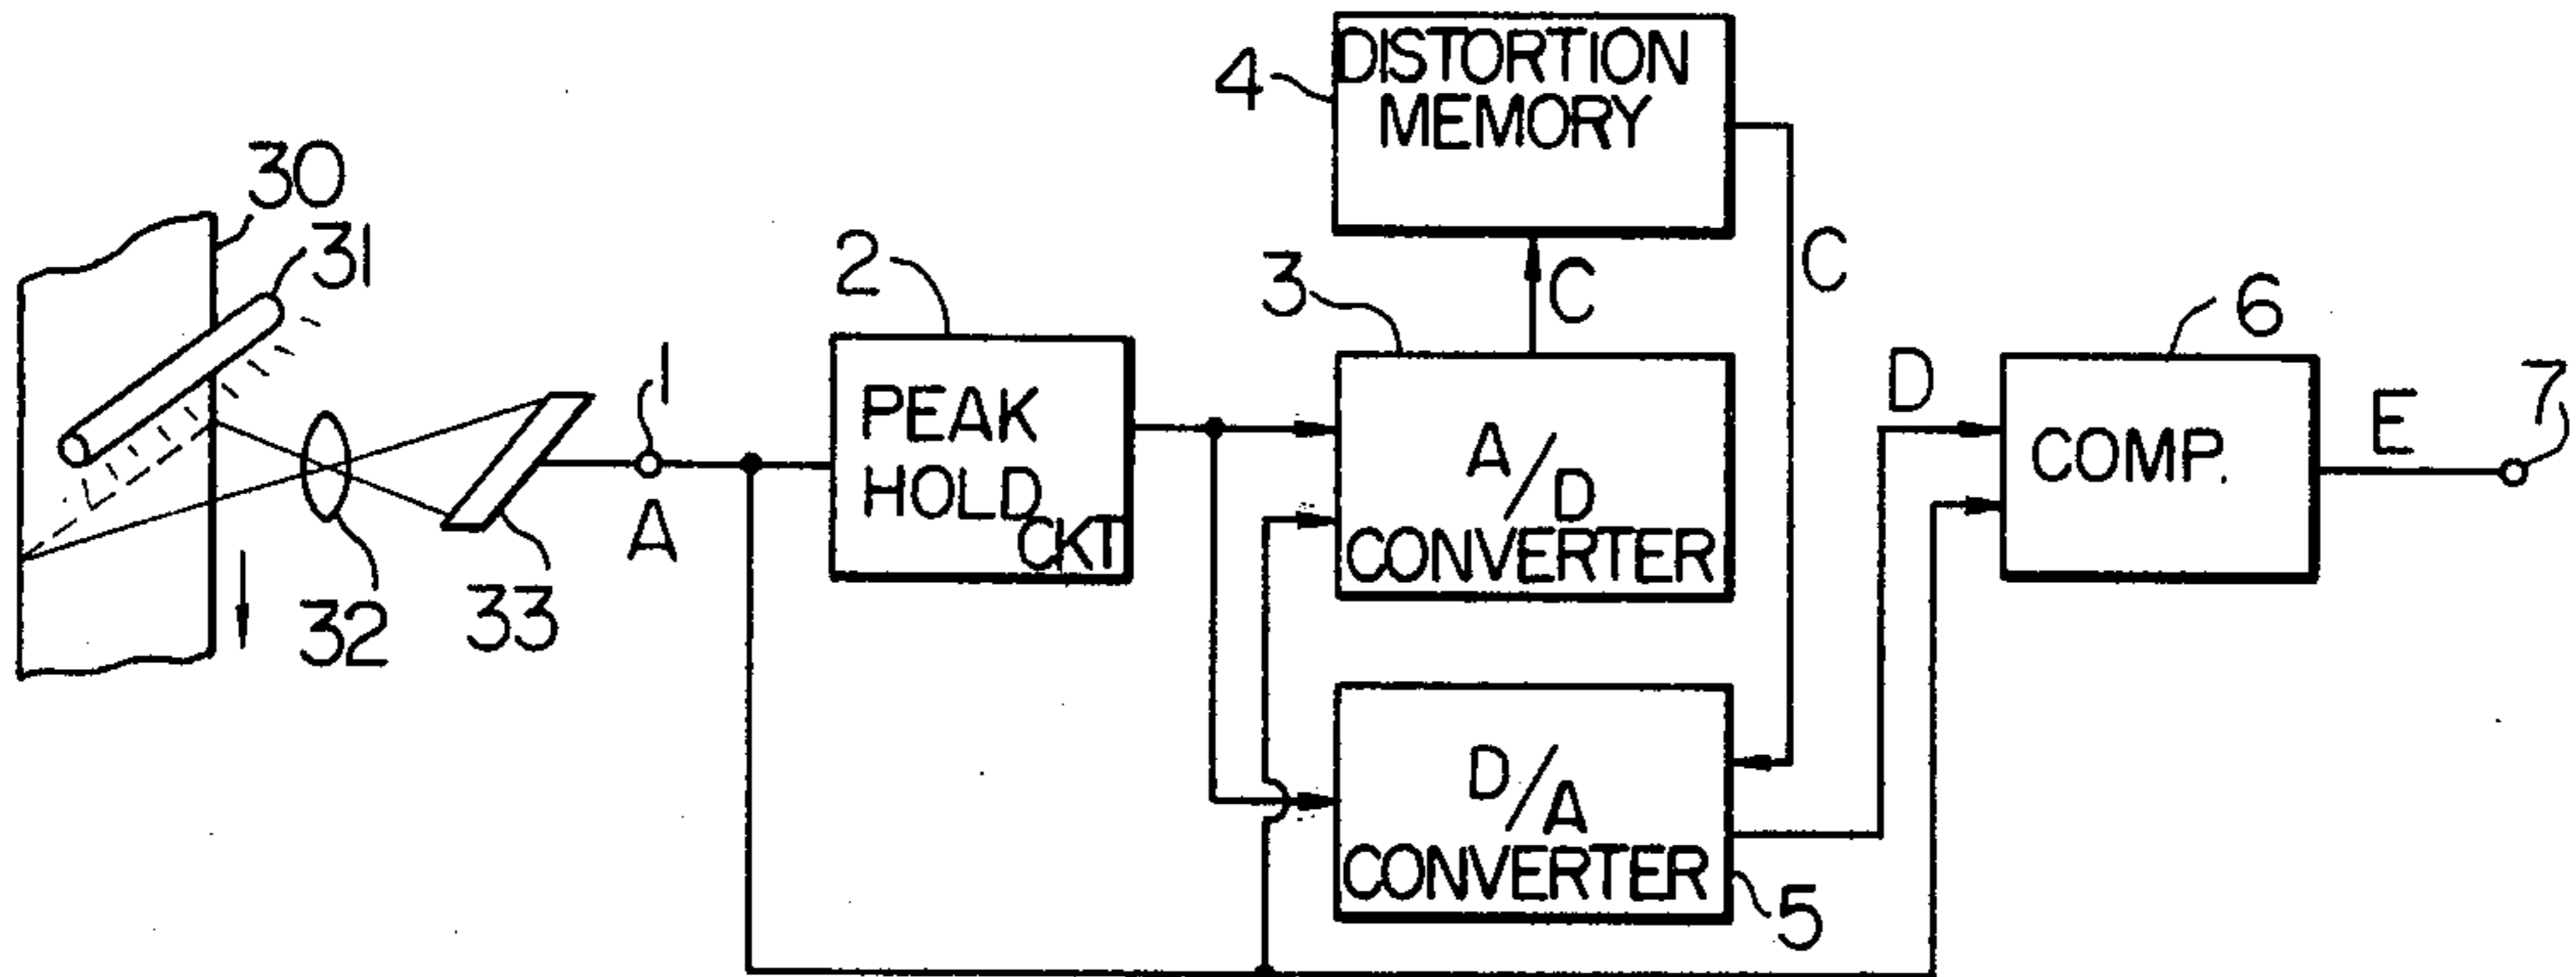 30
31
32
33
1
A
2
PEAK
HOLD
CKT
3
A/D
CONVERTER
C
4
DISTORTION
MEMORY
C
D/A
CONVERTER
5
D
6
COMP.
E
7